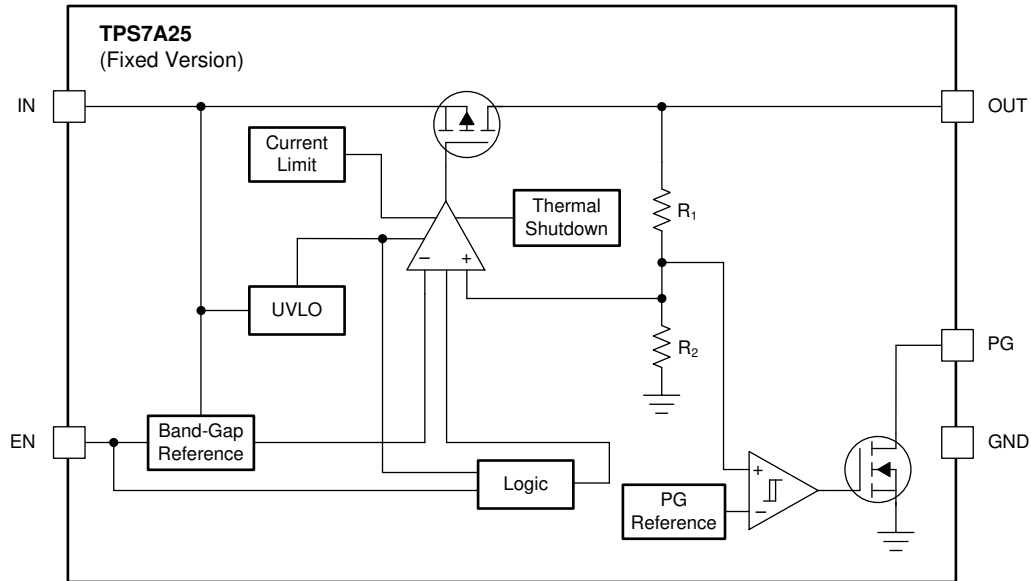 TPS7A25
(Fixed Version)
IN
OUT
Current
Limit
Thermal
Shutdown
R1
− +
UVLO
R2
PG
EN
Band-Gap
Reference
GND
Logic
+
PG
Reference
−